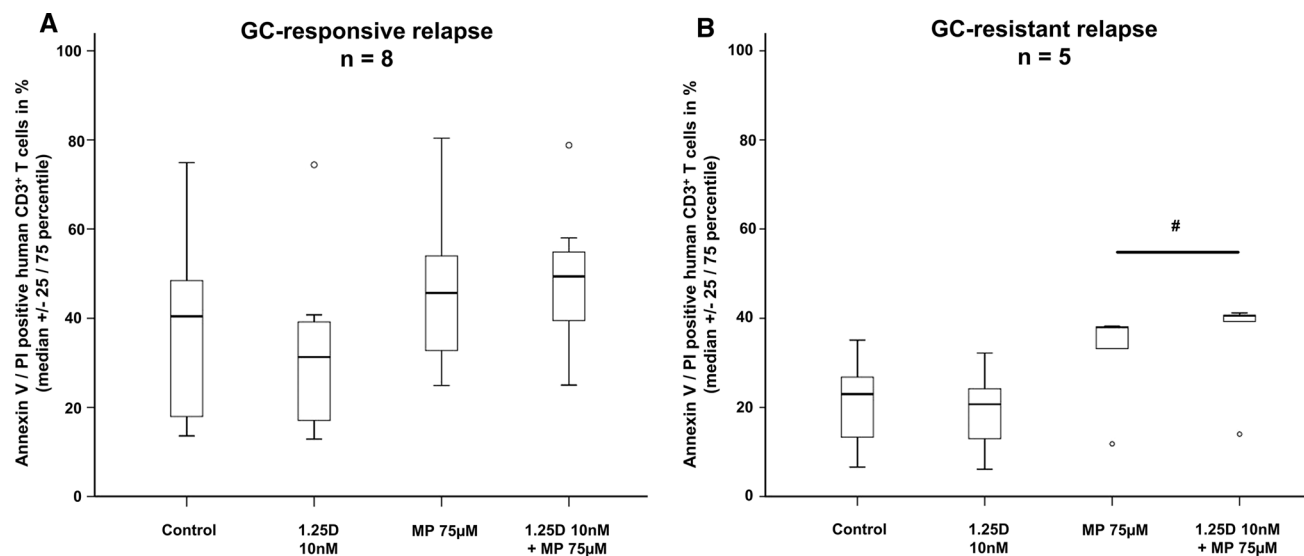 A
GC-responsive relapse
n = 8
Annexin V / PI positive human CD3⁺ T cells in %
(median +/- 25 / 75 percentile)
100
80
60
40
20
0
Control
1.25D
10nM
MP 75µM
1.25D 10nM
+ MP 75µM
B
GC-resistant relapse
n = 5
Annexin V / PI positive human CD3⁺ T cells in %
(median +/- 25 / 75 percentile)
100
80
60
40
20
0
#
Control
1.25D
10nM
MP 75µM
1.25D 10nM
+ MP 75µM